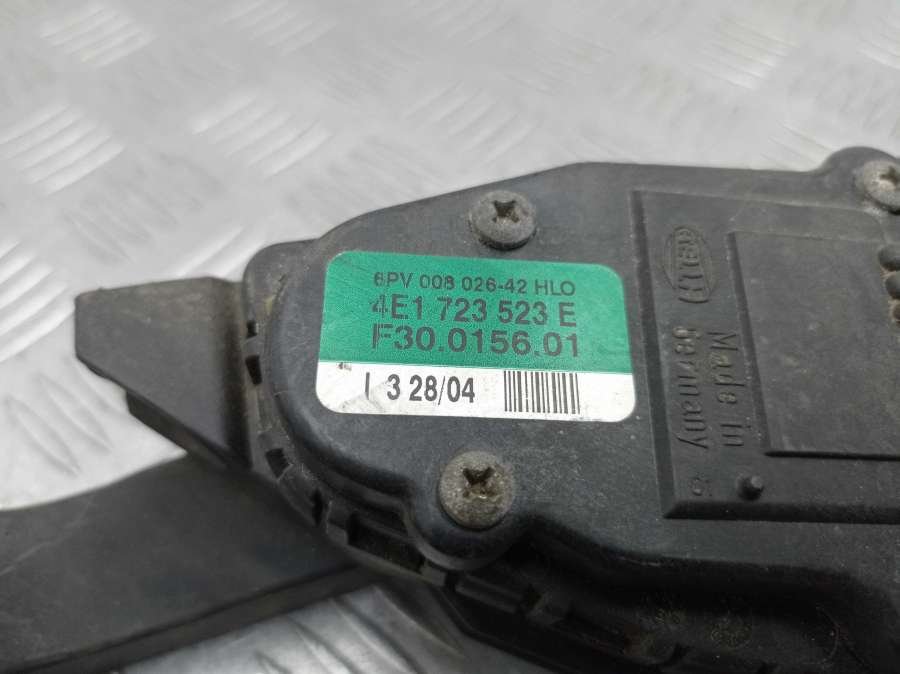 6PV 008 026-42 HLO
4E1 723 523 E
F30.0156.01
I 3 28/04
HELLA
Made in
Germany